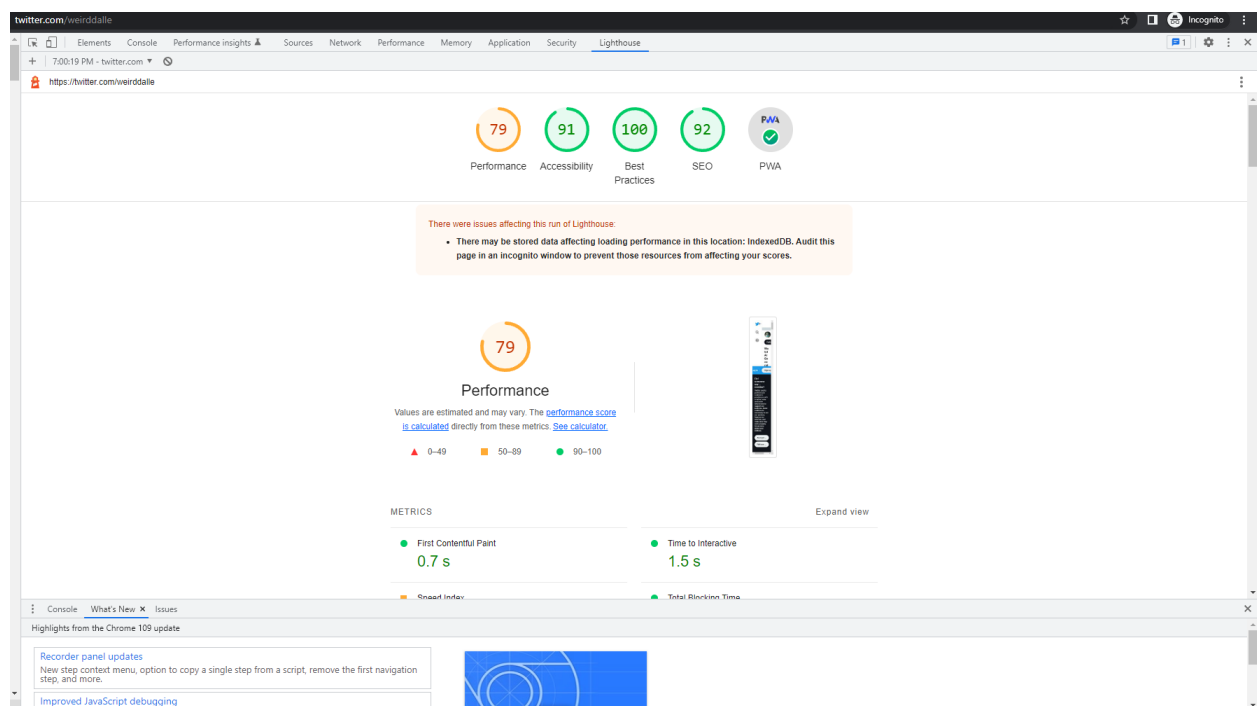 twitter.com/weirddalle
Incognito
Elements Console Performance insights Sources Network Performance Memory Application Security Lighthouse
1
7:00:19 PM - twitter.com
https://twitter.com/weirddalle
79 91 100 92 PWA
Performance Accessibility Best Practices SEO PWA
There were issues affecting this run of Lighthouse:
• There may be stored data affecting loading performance in this location: IndexedDB. Audit this
page in an incognito window to prevent those resources from affecting your scores.
79
Performance
Values are estimated and may vary. The performance score
is calculated directly from these metrics. See calculator.
0–49 50–89 90–100
METRICS Expand view
First Contentful Paint
0.7 s
Time to Interactive
1.5 s
Speed Index
Total Blocking Time
Console What's New Issues
Highlights from the Chrome 109 update
Recorder panel updates
New step context menu, option to copy a single step from a script, remove the first navigation
step, and more.
Improved JavaScript debugging